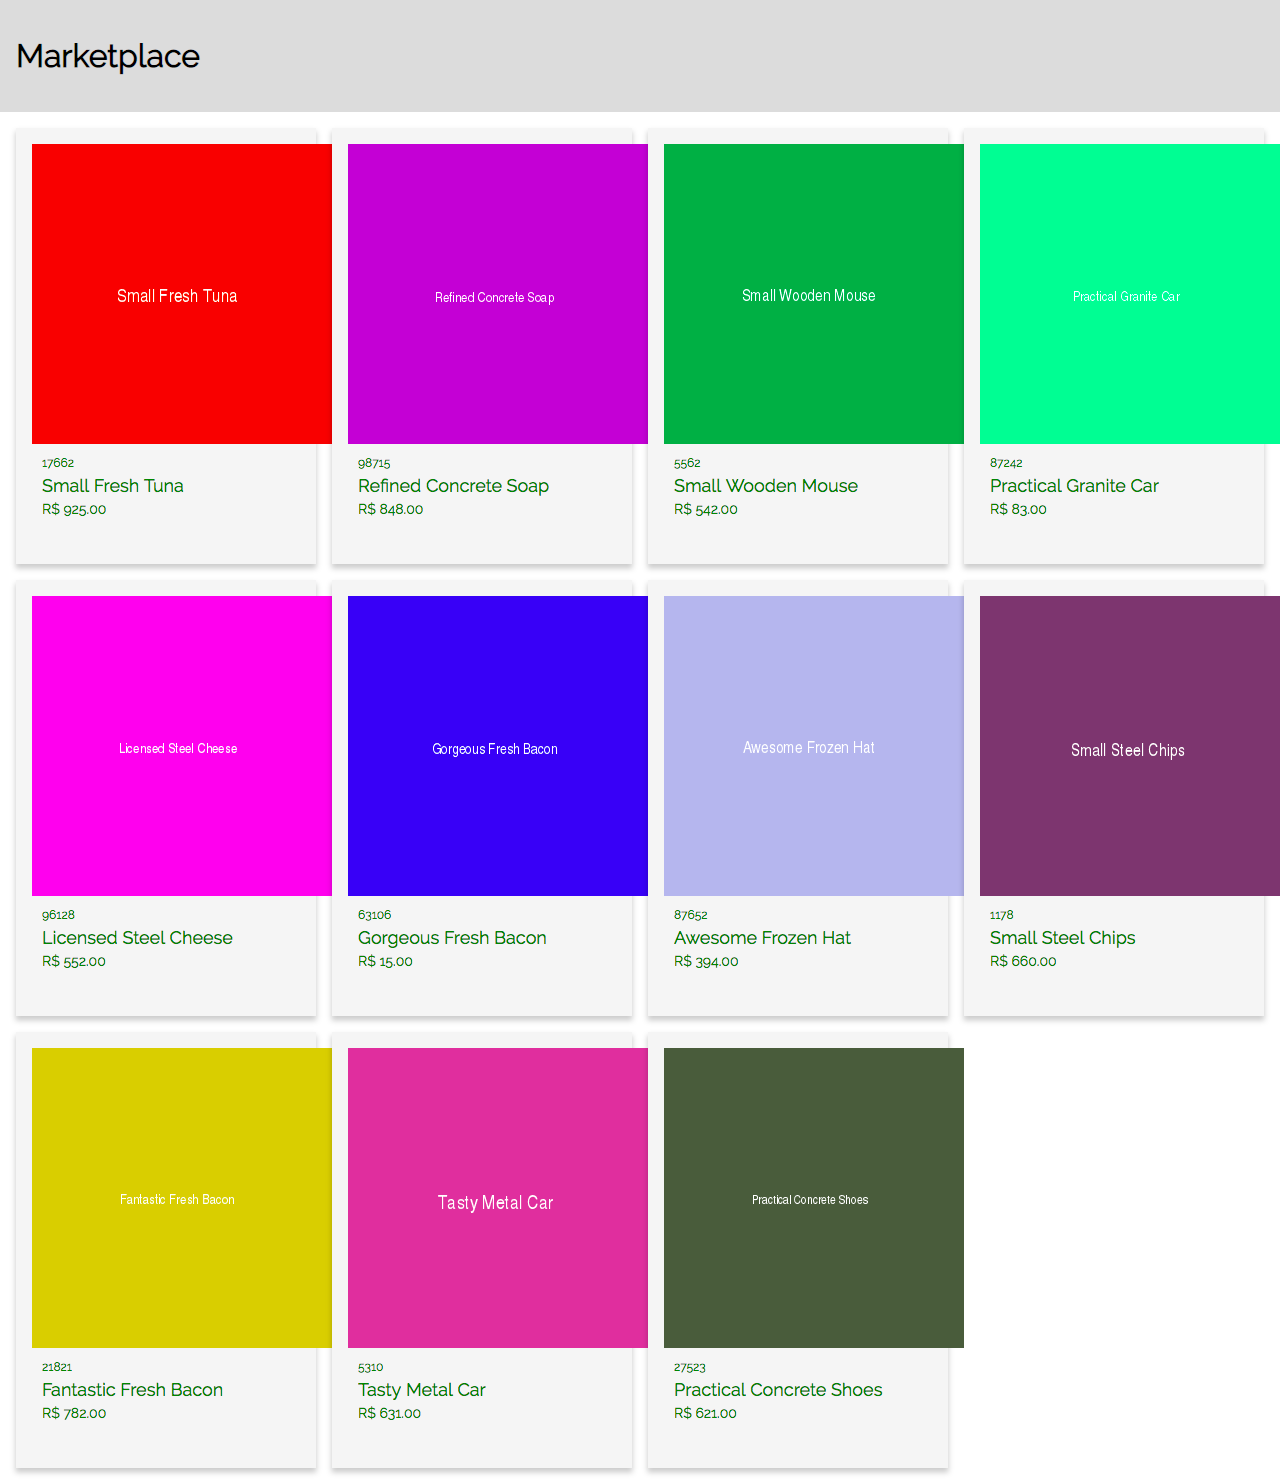 Marketplace
Small Fresh Tuna
17662
Small Fresh Tuna
R$ 925.00
Refined Concrete Soap
98715
Refined Concrete Soap
R$ 848.00
Small Wooden Mouse
5562
Small Wooden Mouse
R$ 542.00
Practical Granite Car
87242
Practical Granite Car
R$ 83.00
Licensed Steel Cheese
96128
Licensed Steel Cheese
R$ 552.00
Gorgeous Fresh Bacon
63106
Gorgeous Fresh Bacon
R$ 15.00
Awesome Frozen Hat
87652
Awesome Frozen Hat
R$ 394.00
Small Steel Chips
1178
Small Steel Chips
R$ 660.00
Fantastic Fresh Bacon
21821
Fantastic Fresh Bacon
R$ 782.00
Tasty Metal Car
5310
Tasty Metal Car
R$ 631.00
Practical Concrete Shoes
27523
Practical Concrete Shoes
R$ 621.00